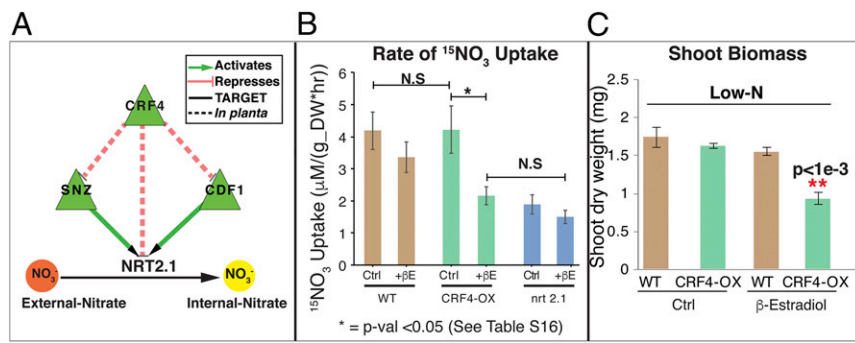 A
Activates
Represses
TARGET
In planta
CRF4
SNZ
CDF1
NRT2.1
NO₃⁻
NO₃⁻
External-Nitrate
Internal-Nitrate
B
Rate of ¹⁵NO₃ Uptake
¹⁵NO₃ Uptake (μM/(g_DW*hr)
6
5
4
3
2
1
0
N.S
*
N.S
Ctrl +βE Ctrl +βE Ctrl +βE
WT CRF4-OX nrt 2.1
* = p-val <0.05 (See Table S16)
C
Shoot Biomass
Low-N
Shoot dry weight (mg)
2.5
2
1.5
1
0.5
0
p<1e-3
**
WT CRF4-OX WT CRF4-OX
Ctrl β-Estradiol